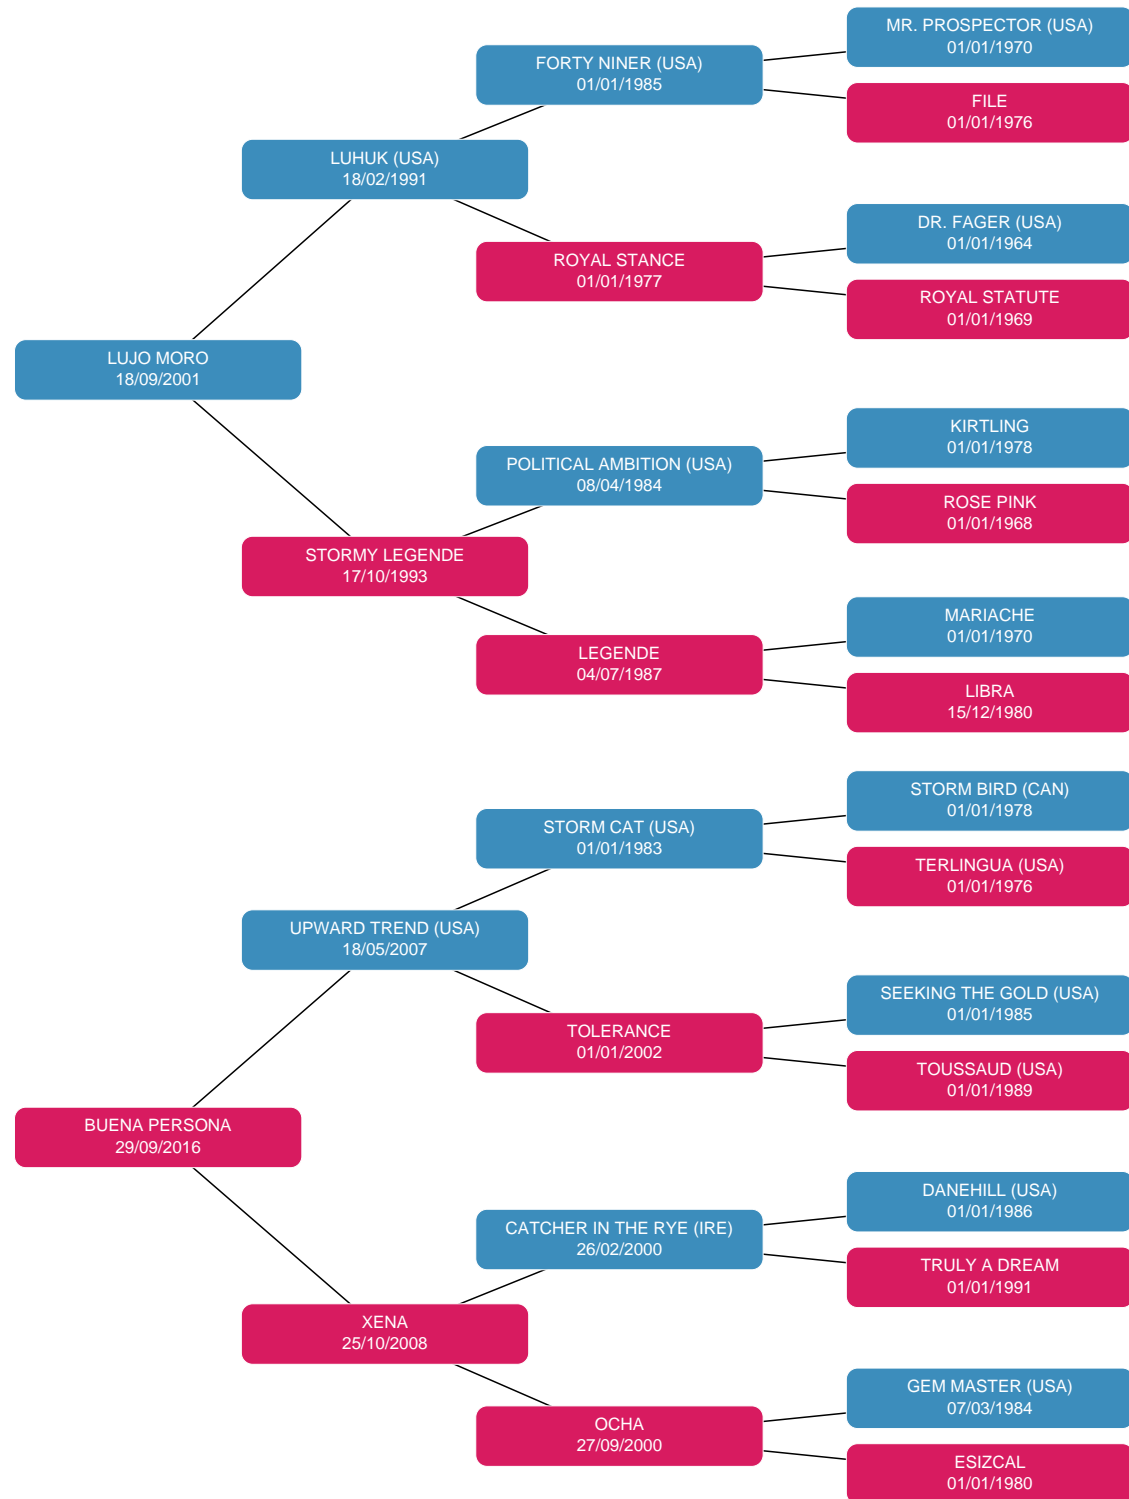 MR. PROSPECTOR (USA)
01/01/1970
FORTY NINER (USA)
01/01/1985
FILE
01/01/1976
LUHUK (USA)
18/02/1991
DR. FAGER (USA)
01/01/1964
ROYAL STANCE
01/01/1977
ROYAL STATUTE
01/01/1969
LUJO MORO
18/09/2001
KIRTLING
01/01/1978
POLITICAL AMBITION (USA)
08/04/1984
ROSE PINK
01/01/1968
STORMY LEGENDE
17/10/1993
MARIACHE
01/01/1970
LEGENDE
04/07/1987
LIBRA
15/12/1980
STORM BIRD (CAN)
01/01/1978
STORM CAT (USA)
01/01/1983
TERLINGUA (USA)
01/01/1976
UPWARD TREND (USA)
18/05/2007
SEEKING THE GOLD (USA)
01/01/1985
TOLERANCE
01/01/2002
TOUSSAUD (USA)
01/01/1989
BUENA PERSONA
29/09/2016
DANEHILL (USA)
01/01/1986
CATCHER IN THE RYE (IRE)
26/02/2000
TRULY A DREAM
01/01/1991
XENA
25/10/2008
GEM MASTER (USA)
07/03/1984
OCHA
27/09/2000
ESIZCAL
01/01/1980